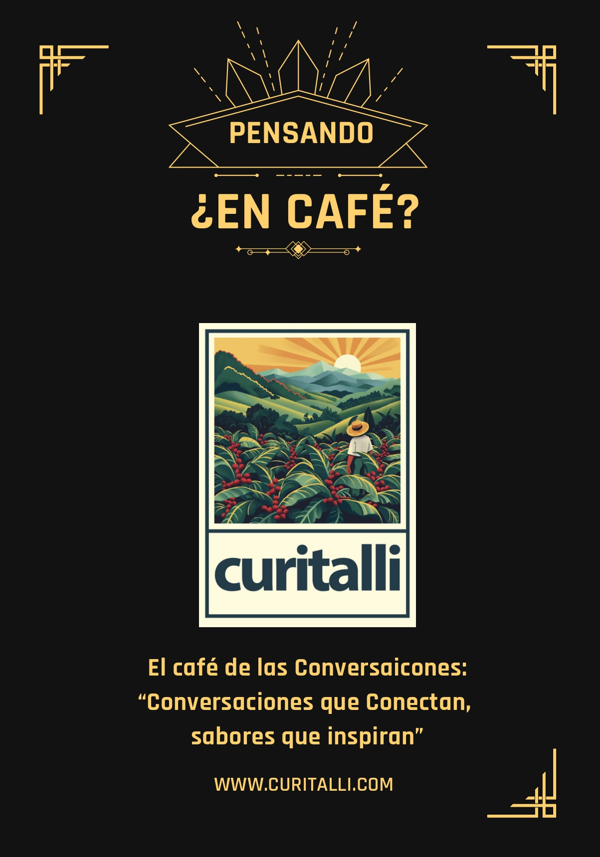 PENSANDO
¿EN CAFÉ?
curitalli
El café de las Conversaicones:
“Conversaciones que Conectan,
sabores que inspiran”
WWW.CURITALLI.COM